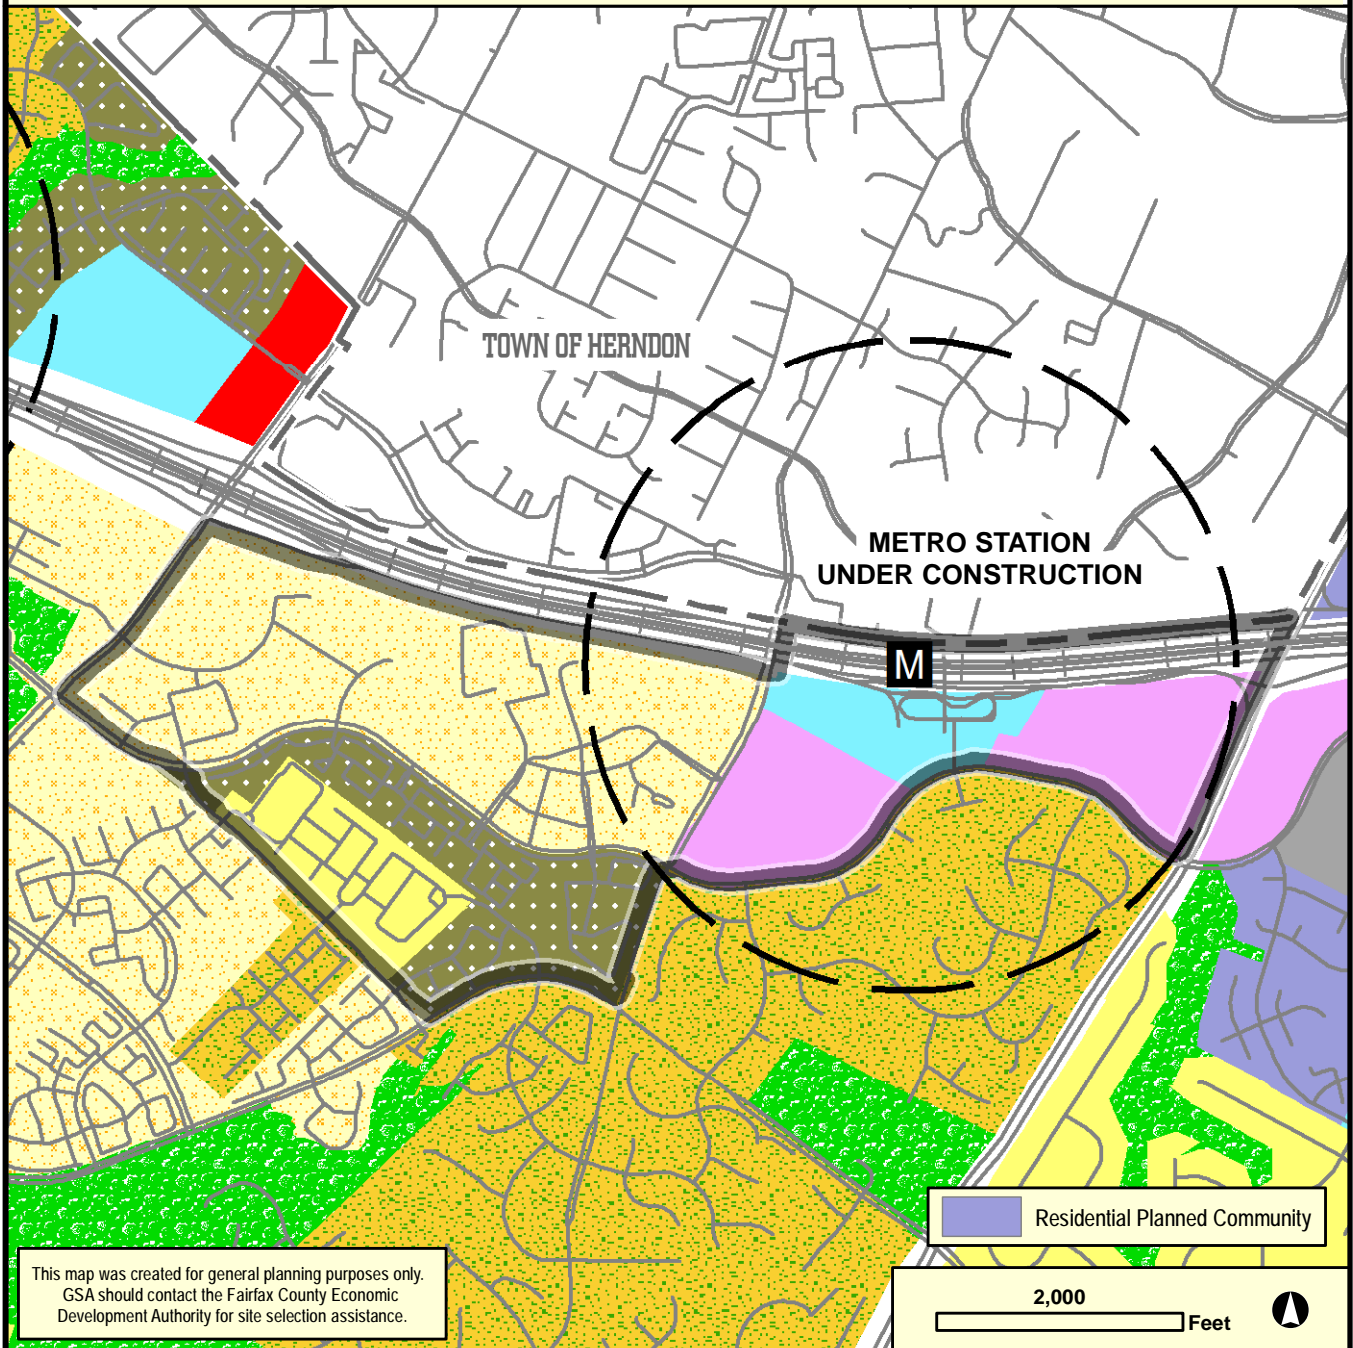 TOWN OF HERNDON
METRO STATION
UNDER CONSTRUCTION
M
Residential Planned Community
This map was created for general planning purposes only.
GSA should contact the Fairfax County Economic
Development Authority for site selection assistance.
2,000
Feet